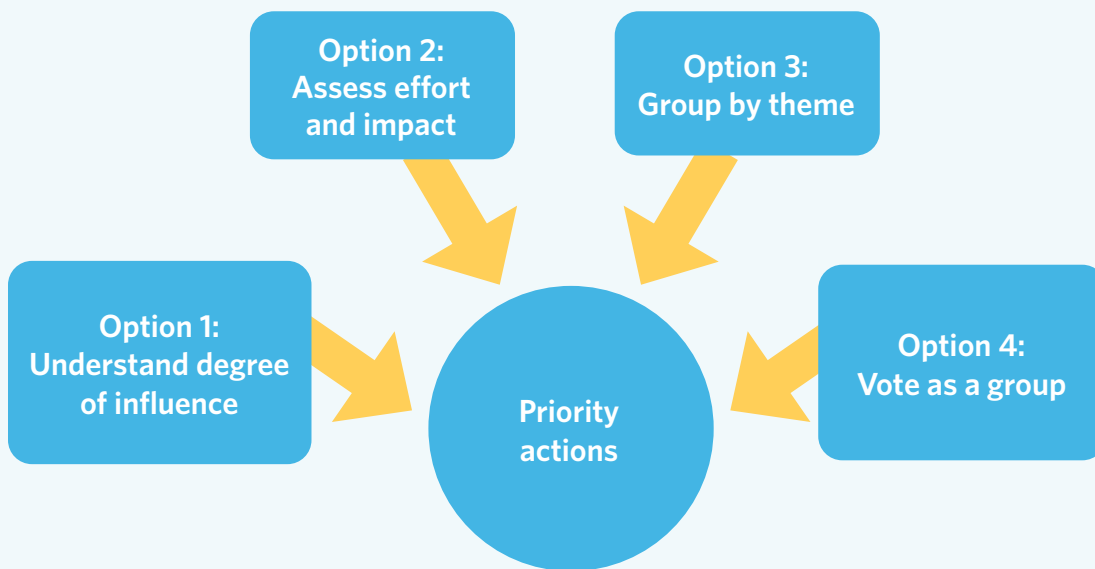 Option 1:
Understand degree
of influence
Option 2:
Assess effort
and impact
Option 3:
Group by theme
Option 4:
Vote as a group
Priority
actions